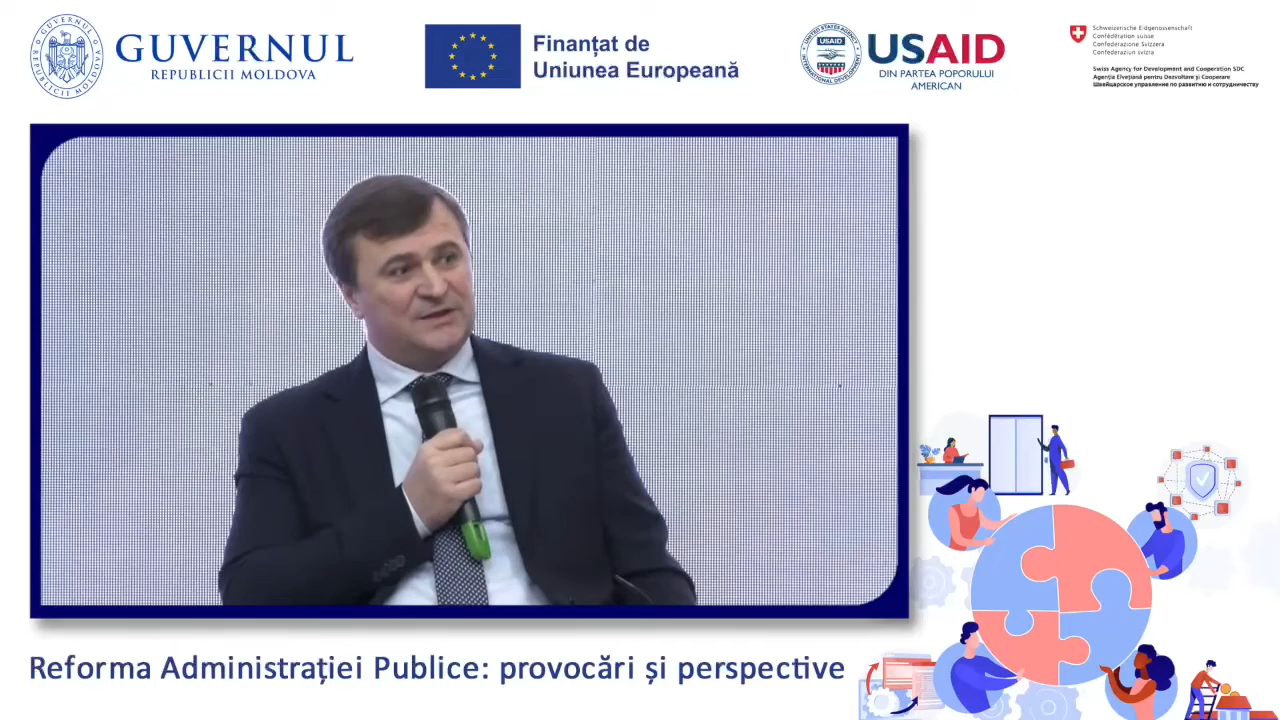 GUVERNUL
REPUBLICII MOLDOVA
Finanțat de
Uniunea Europeană
USAID
USAID
DIN PARTEA POPORULUI
AMERICAN
Schweizerische Eidgenossenschaft
Confédération suisse
Confederazione Svizzera
Confederaziun svizra
Swiss Agency for Development and Cooperation SDC
Agenția Elvețiană pentru Dezvoltare și Cooperare
Швейцарское управление по развитию и сотрудничеству
Reforma Administrației Publice: provocări și perspective